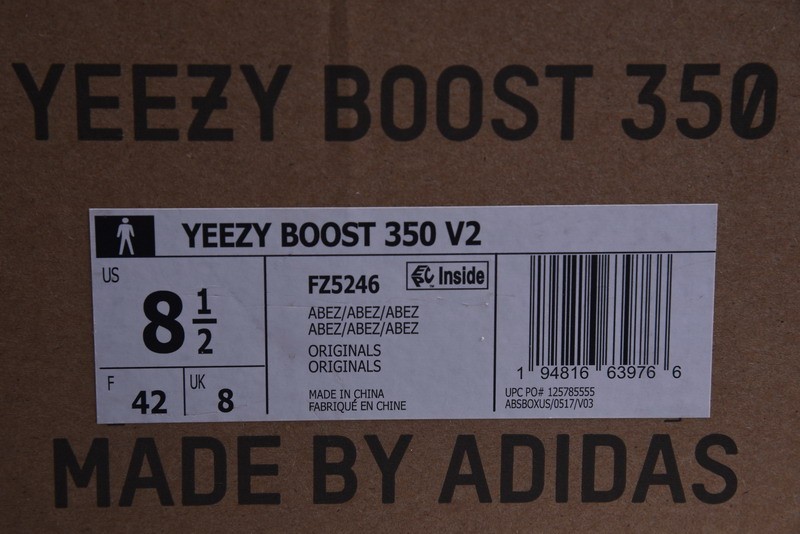 YEEZY BOOST 350
YEEZY BOOST 350 V2
US
8 1/2
F 42
UK 8
FZ5246
Inside
ABEZ/ABEZ/ABEZ
ABEZ/ABEZ/ABEZ
ORIGINALS
ORIGINALS
MADE IN CHINA
FABRIQUÉ EN CHINE
1 94816 63976 6
UPC PO# 125785555
ABSBOXUS/0517/V03
MADE BY ADIDAS